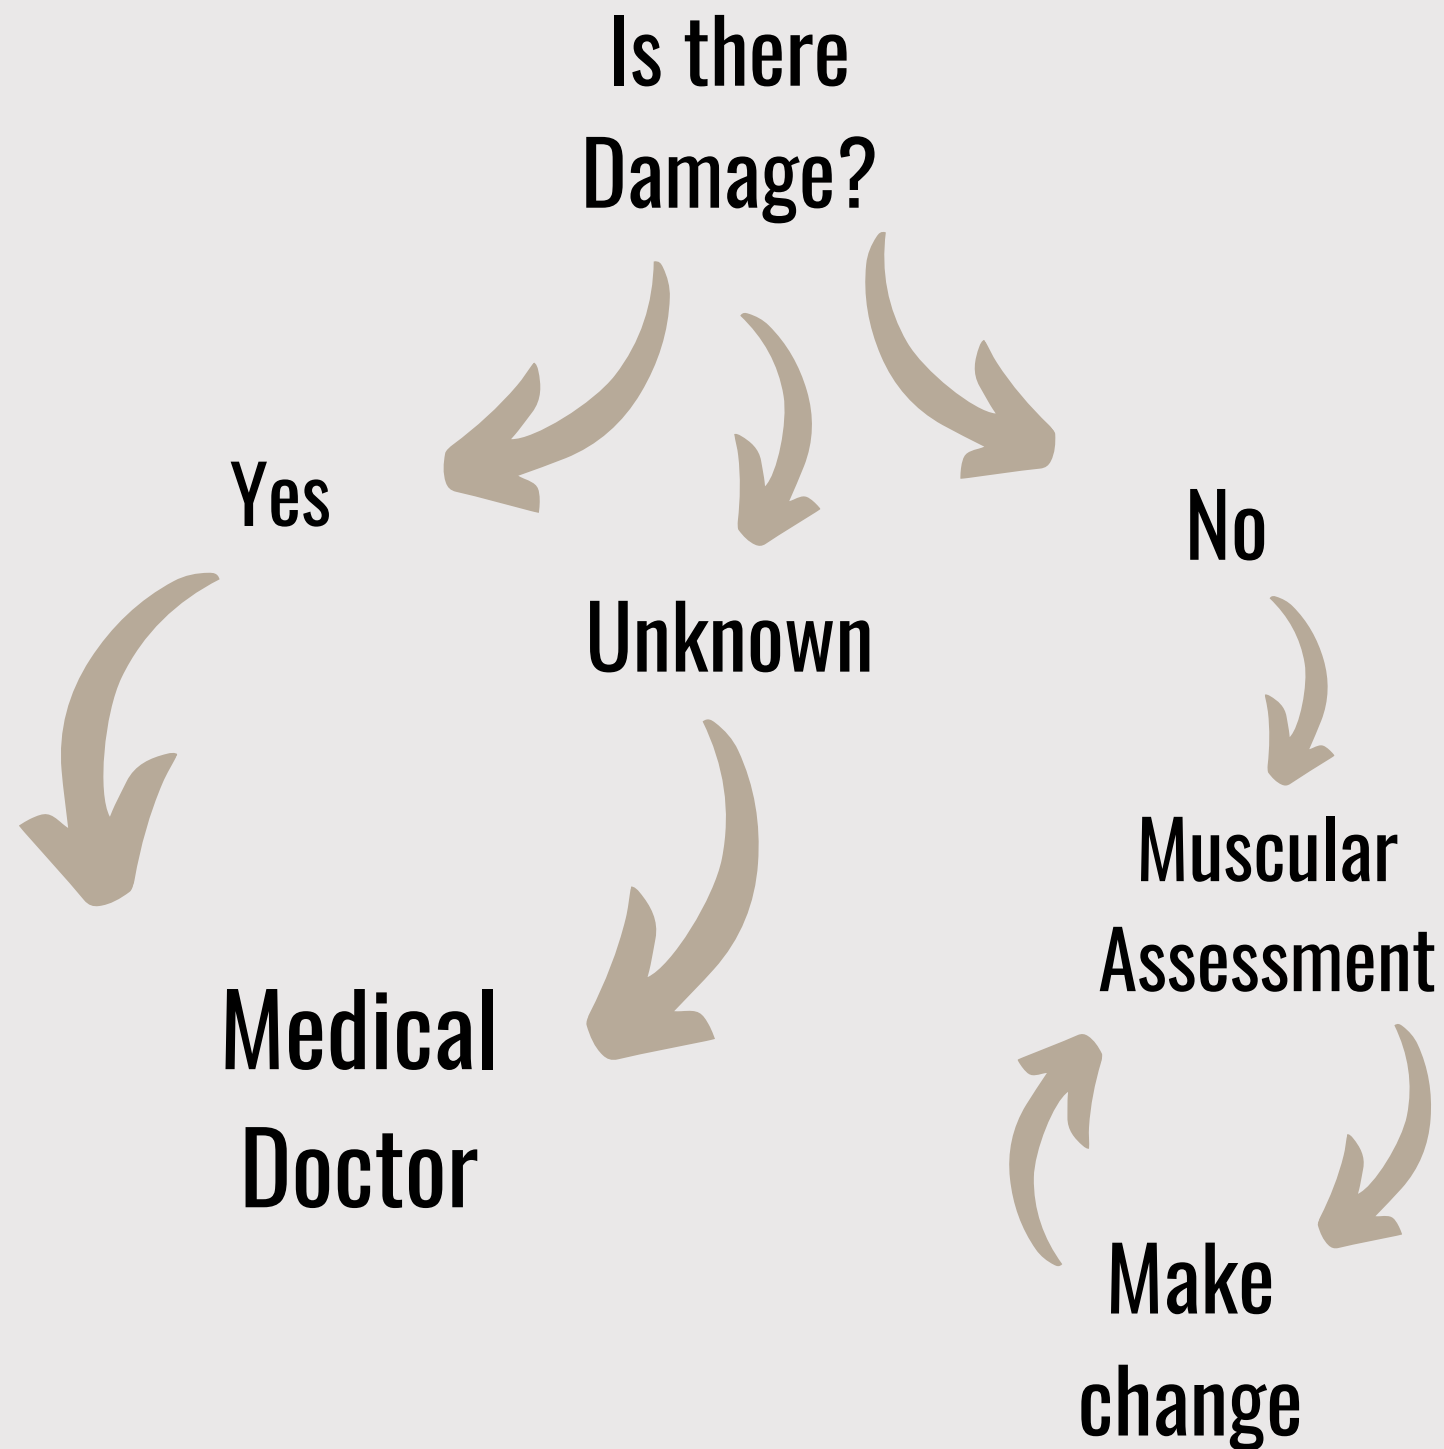 Is there
Damage?
Yes
No
Unknown
Muscular
Assessment
Medical
Doctor
Make
change